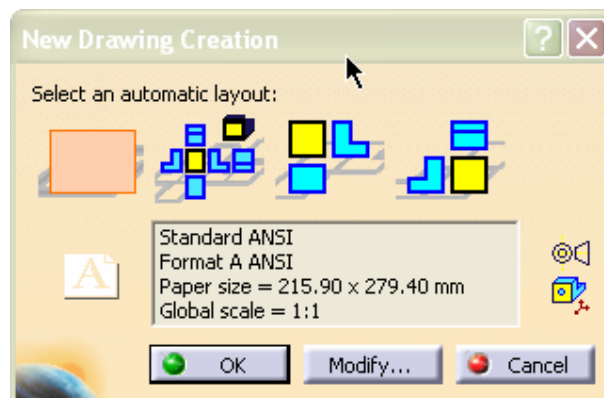 New Drawing Creation
Select an automatic layout:
A
Standard ANSI
Format A ANSI
Paper size = 215.90 x 279.40 mm
Global scale = 1:1
OK
Modify...
Cancel